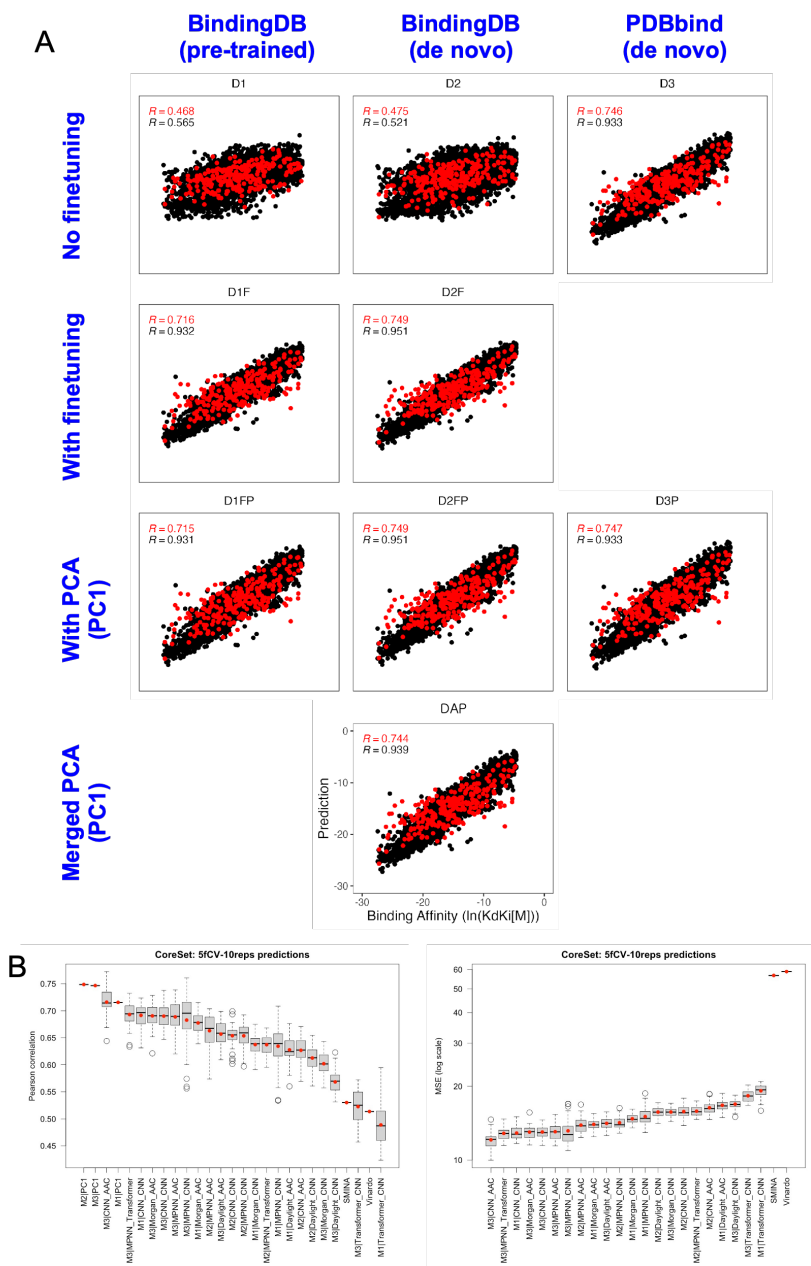 A
BindingDB
(pre-trained)
BindingDB
(de novo)
PDBbind
(de novo)
No finetuning
D1
R = 0.468
R = 0.565
D2
R = 0.475
R = 0.521
D3
R = 0.746
R = 0.933
With finetuning
D1F
R = 0.716
R = 0.932
D2F
R = 0.749
R = 0.951
With PCA
(PC1)
D1FP
R = 0.715
R = 0.931
D2FP
R = 0.749
R = 0.951
D3P
R = 0.747
R = 0.933
Merged PCA
(PC1)
DAP
R = 0.744
R = 0.939
Prediction
0
-10
-20
-30
-30
-20
-10
0
Binding Affinity (ln(KdKi[M]))
B
CoreSet: 5fCV-10reps predictions
Pearson correlation
0.75
0.70
0.65
0.60
0.55
0.50
0.45
M2|PC1
M3|PC1
M3|CNN_AAC
M1|PC1
M3|MPNN_Transformer
M1|CNN_CNN
M3|Morgan_AAC
M3|CNN_CNN
M3|MPNN_AAC
M3|MPNN_CNN
M1|Morgan_AAC
M2|MPNN_AAC
M3|Daylight_AAC
M2|CNN_CNN
M2|MPNN_CNN
M1|Morgan_CNN
M2|MPNN_Transformer
M1|MPNN_CNN
M1|Daylight_AAC
M2|CNN_AAC
M2|Daylight_CNN
M3|Morgan_CNN
M3|Daylight_CNN
SMINA
M3|Transformer_CNN
Vinardo
M1|Transformer_CNN
CoreSet: 5fCV-10reps predictions
MSE (log scale)
60
50
40
30
20
10
M3|CNN_AAC
M3|MPNN_Transformer
M1|CNN_CNN
M3|Morgan_AAC
M3|CNN_CNN
M3|MPNN_AAC
M3|MPNN_CNN
M2|MPNN_AAC
M1|Morgan_AAC
M3|Daylight_AAC
M2|MPNN_CNN
M1|Morgan_CNN
M1|MPNN_CNN
M2|Daylight_CNN
M3|Morgan_CNN
M2|CNN_CNN
M2|MPNN_Transformer
M2|CNN_AAC
M1|Daylight_AAC
M3|Daylight_CNN
M3|Transformer_CNN
M1|Transformer_CNN
SMINA
Vinardo